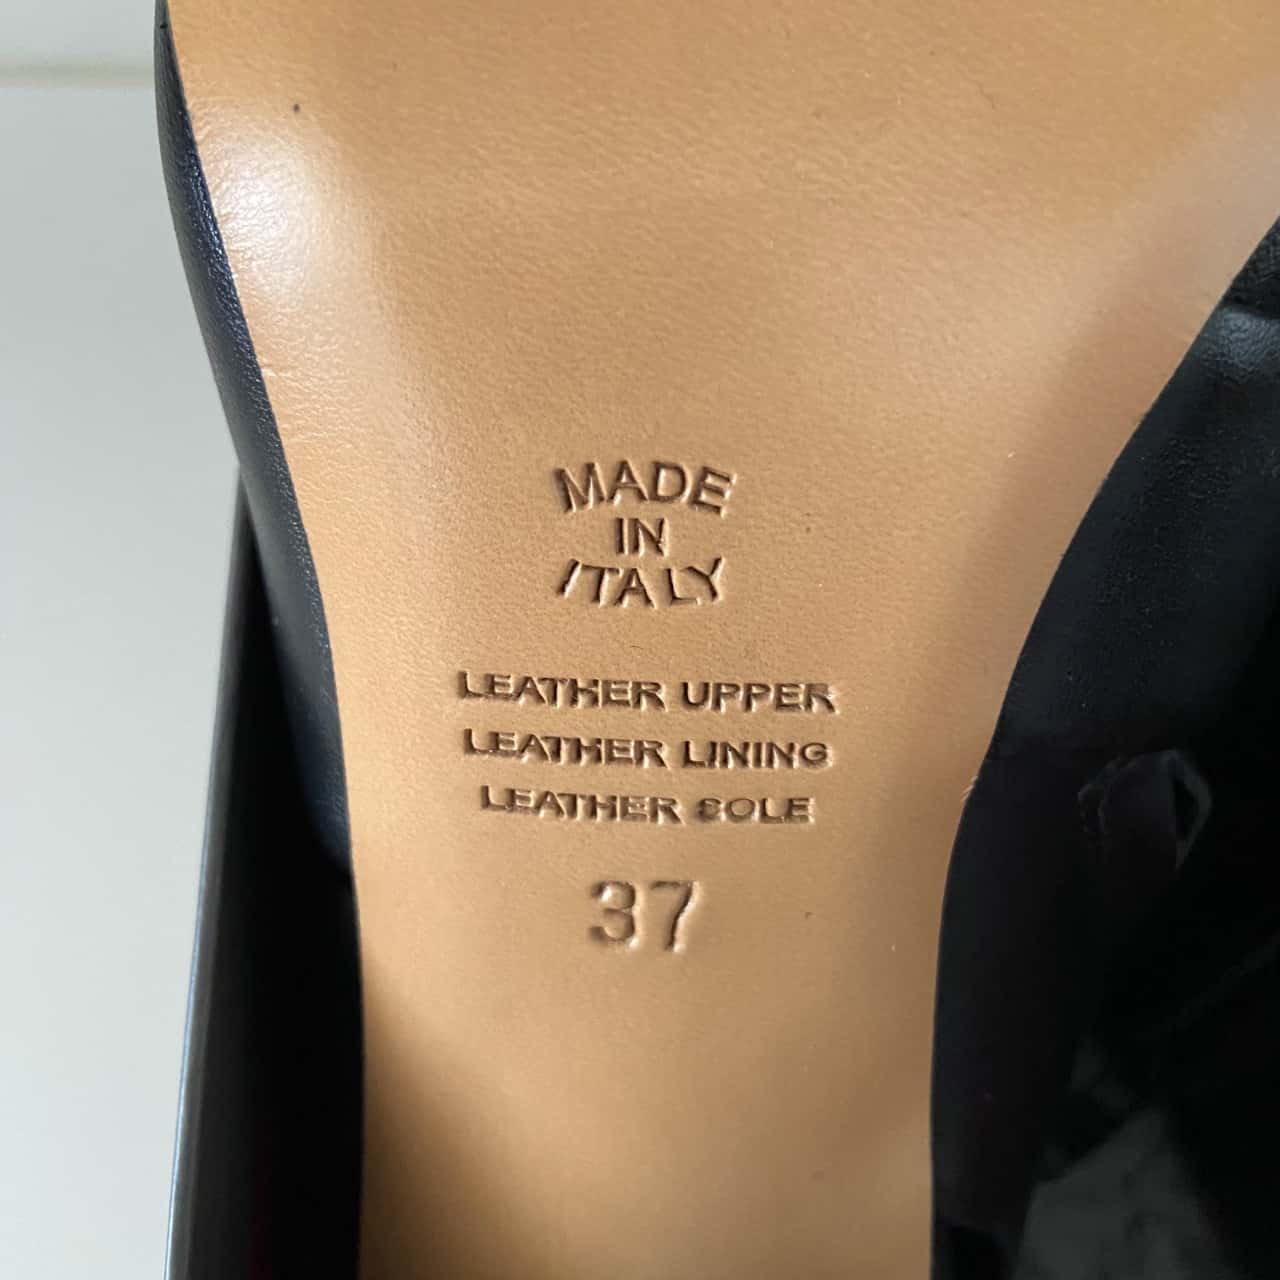 MADE
IN
ITALY
LEATHER UPPER
LEATHER LINING
LEATHER SOLE
37